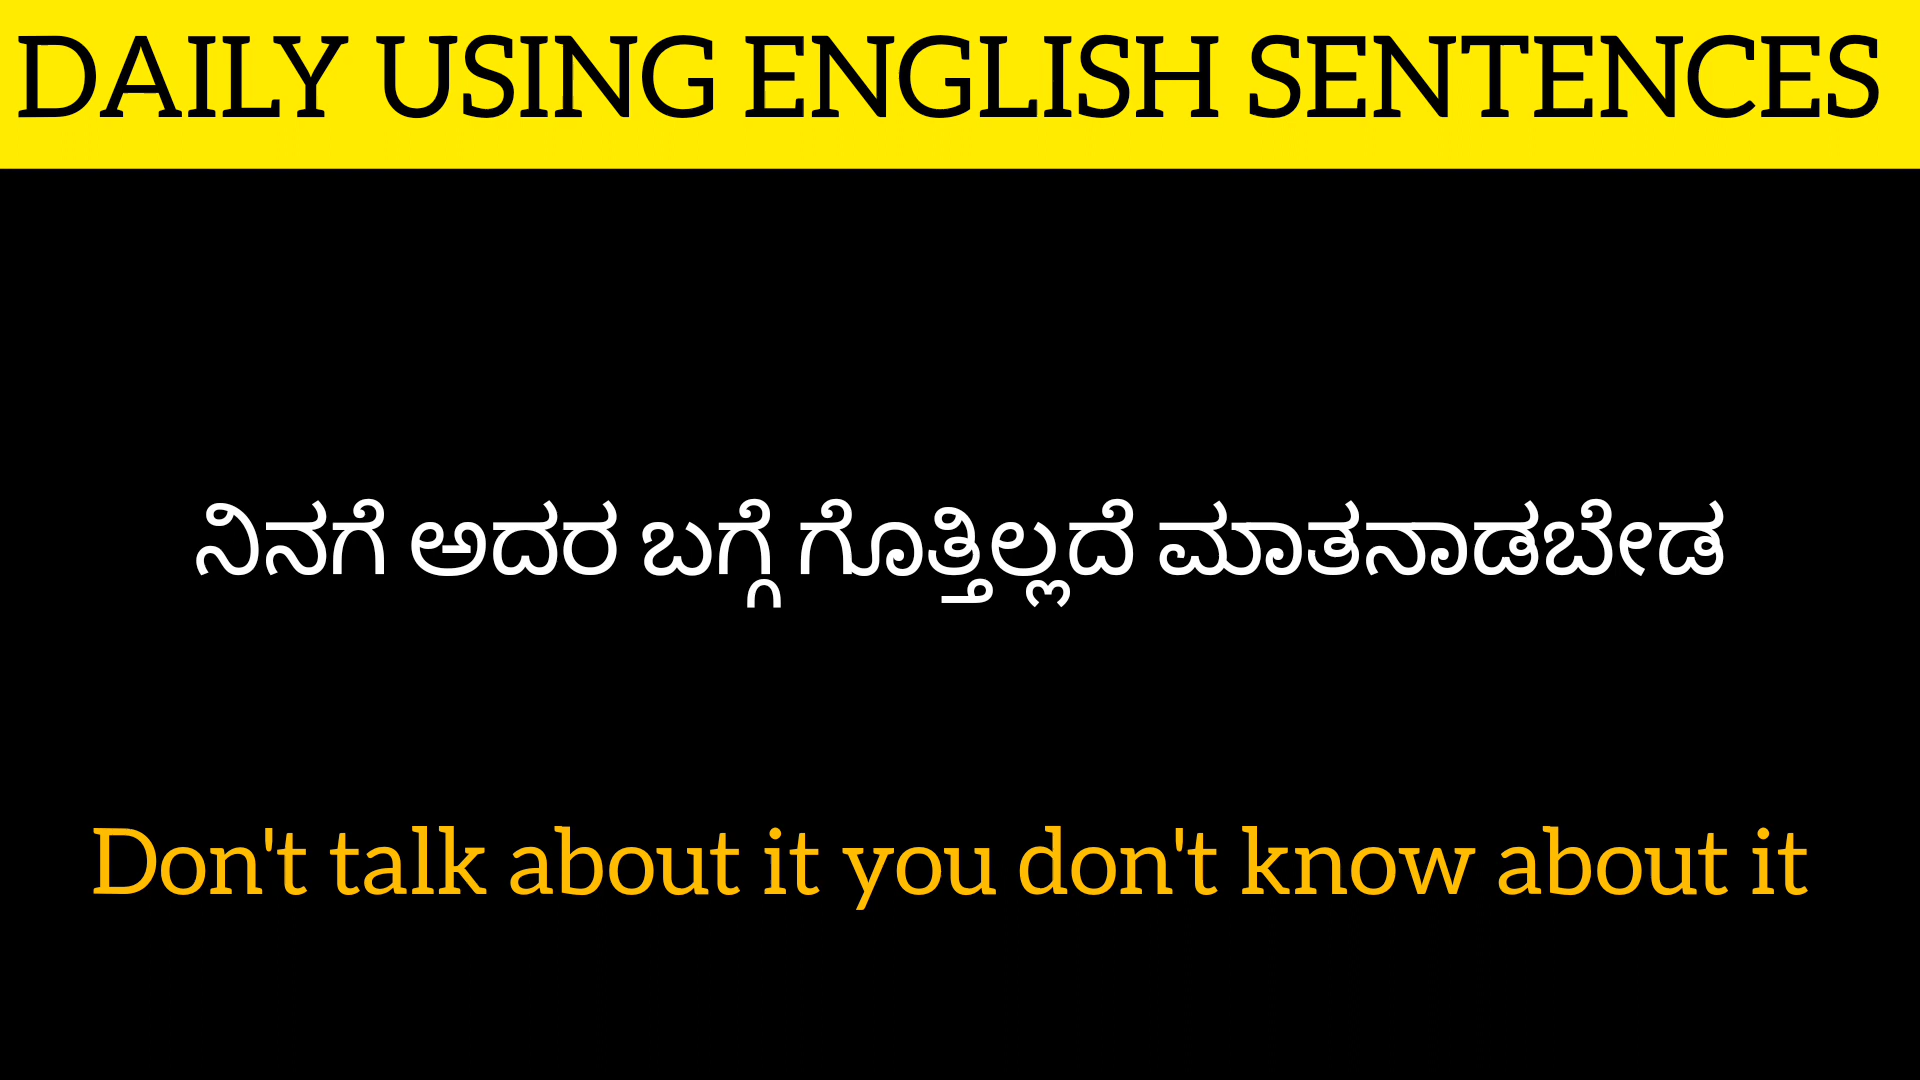 DAILY USING ENGLISH SENTENCES
ನಿನಗೆ ಅದರ ಬಗ್ಗೆ ಗೊತ್ತಿಲ್ಲದೆ ಮಾತನಾಡಬೇಡ
Don't talk about it you don't know about it